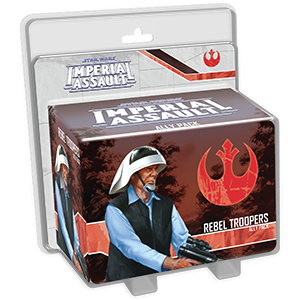 STAR WARS
IMPERIAL
ASSAULT
IMPERIAL
ASSAULT
ALLY PACK
REBEL TROOPERS
ALLY PACK